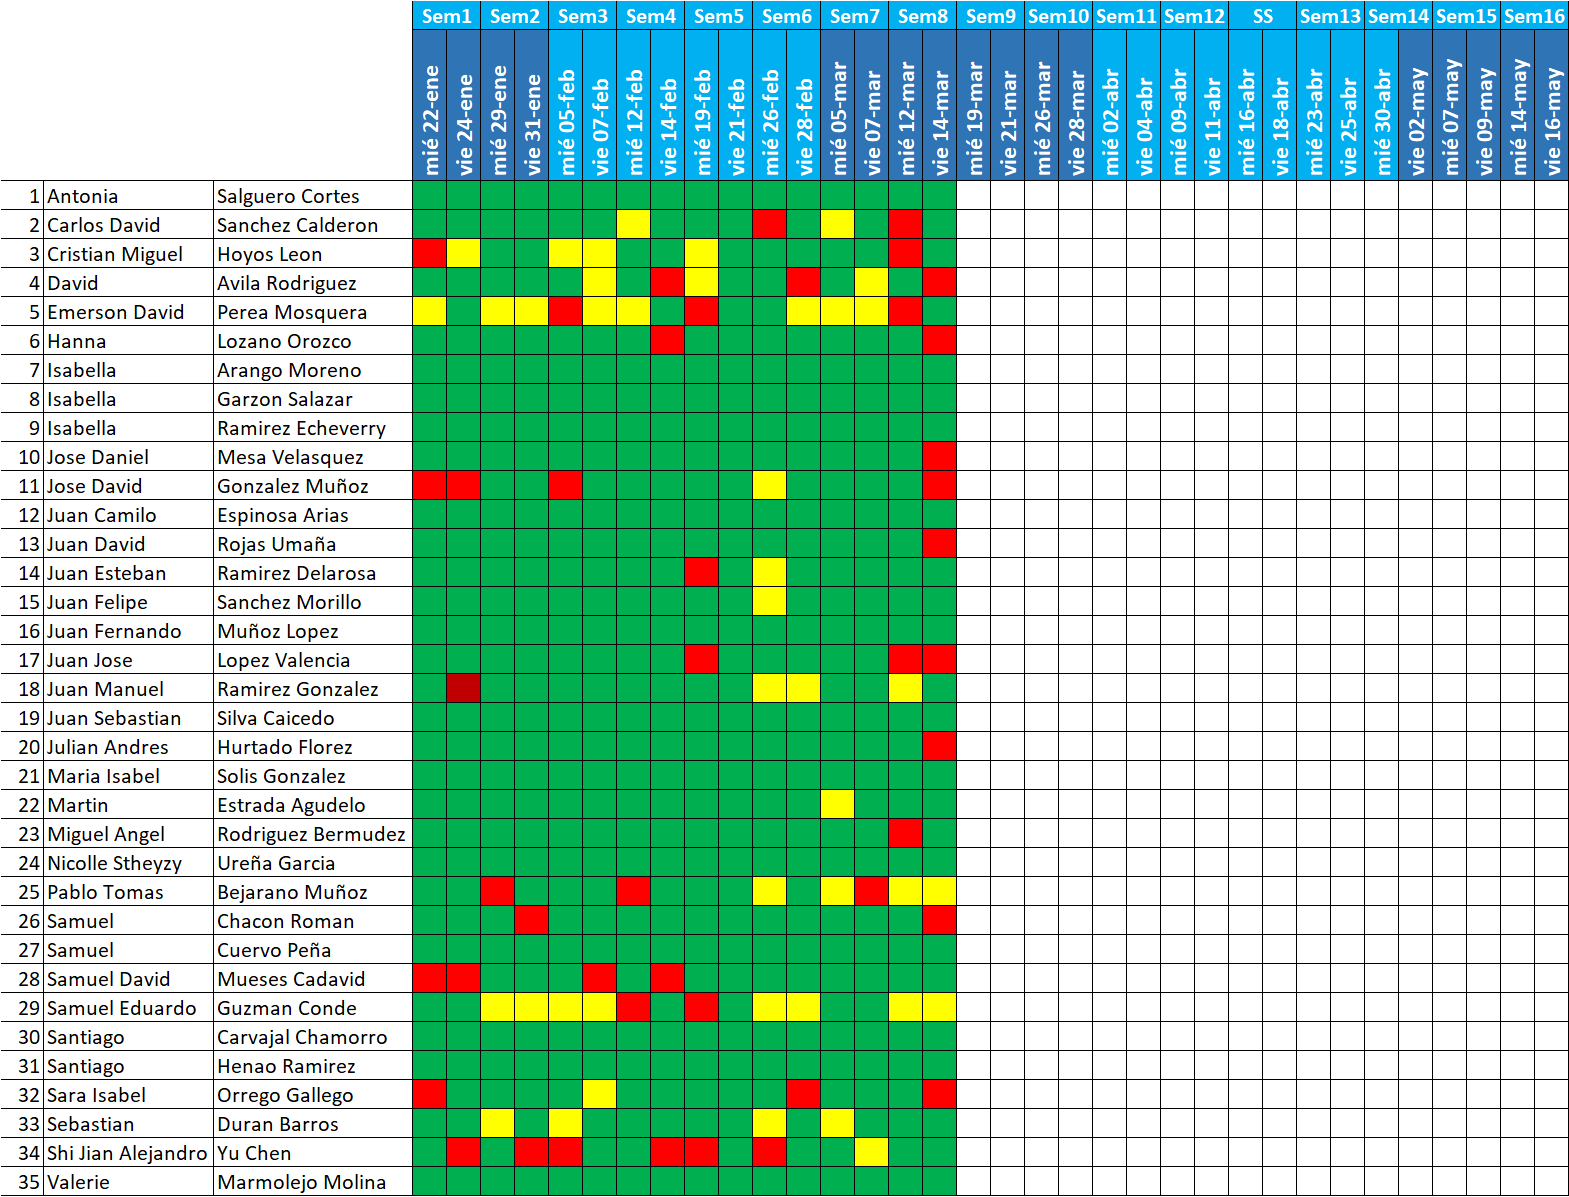 Sem1 Sem2 Sem3 Sem4 Sem5 Sem6 Sem7 Sem8 Sem9 Sem10 Sem11 Sem12 SS Sem13 Sem14 Sem15 Sem16
mié 22-ene vie 24-ene mié 29-ene vie 31-ene mié 05-feb vie 07-feb mié 12-feb vie 14-feb mié 19-feb vie 21-feb mié 26-feb vie 28-feb mié 05-mar vie 07-mar mié 12-mar vie 14-mar mié 19-mar vie 21-mar mié 26-mar vie 28-mar mié 02-abr vie 04-abr mié 09-abr vie 11-abr mié 16-abr vie 18-abr mié 23-abr vie 25-abr mié 30-abr vie 02-may mié 07-may vie 09-may mié 14-may vie 16-may
1 Antonia Salguero Cortes
2 Carlos David Sanchez Calderon
3 Cristian Miguel Hoyos Leon
4 David Avila Rodriguez
5 Emerson David Perea Mosquera
6 Hanna Lozano Orozco
7 Isabella Arango Moreno
8 Isabella Garzon Salazar
9 Isabella Ramirez Echeverry
10 Jose Daniel Mesa Velasquez
11 Jose David Gonzalez Muñoz
12 Juan Camilo Espinosa Arias
13 Juan David Rojas Umaña
14 Juan Esteban Ramirez Delarosa
15 Juan Felipe Sanchez Morillo
16 Juan Fernando Muñoz Lopez
17 Juan Jose Lopez Valencia
18 Juan Manuel Ramirez Gonzalez
19 Juan Sebastian Silva Caicedo
20 Julian Andres Hurtado Florez
21 Maria Isabel Solis Gonzalez
22 Martin Estrada Agudelo
23 Miguel Angel Rodriguez Bermudez
24 Nicolle Stheyzy Ureña Garcia
25 Pablo Tomas Bejarano Muñoz
26 Samuel Chacon Roman
27 Samuel Cuervo Peña
28 Samuel David Mueses Cadavid
29 Samuel Eduardo Guzman Conde
30 Santiago Carvajal Chamorro
31 Santiago Henao Ramirez
32 Sara Isabel Orrego Gallego
33 Sebastian Duran Barros
34 Shi Jian Alejandro Yu Chen
35 Valerie Marmolejo Molina